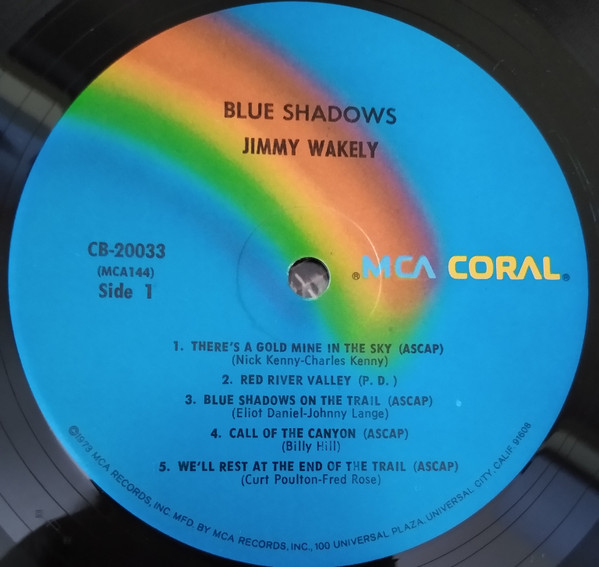 BLUE SHADOWS
JIMMY WAKELY
CB-20033
(MCA144)
Side 1
® MCA CORAL®
1. THERE'S A GOLD MINE IN THE SKY (ASCAP)
(Nick Kenny-Charles Kenny)
2. RED RIVER VALLEY (P. D. )
3. BLUE SHADOWS ON THE TRAIL (ASCAP)
(Eliot Daniel-Johnny Lange)
4. CALL OF THE CANYON (ASCAP)
(Billy Hill)
5. WE'LL REST AT THE END OF THE TRAIL (ASCAP)
(Curt Poulton-Fred Rose)
©1973 MCA RECORDS, INC. MFD. BY MCA RECORDS, INC., 100 UNIVERSAL PLAZA, UNIVERSAL CITY, CALIF. 91608